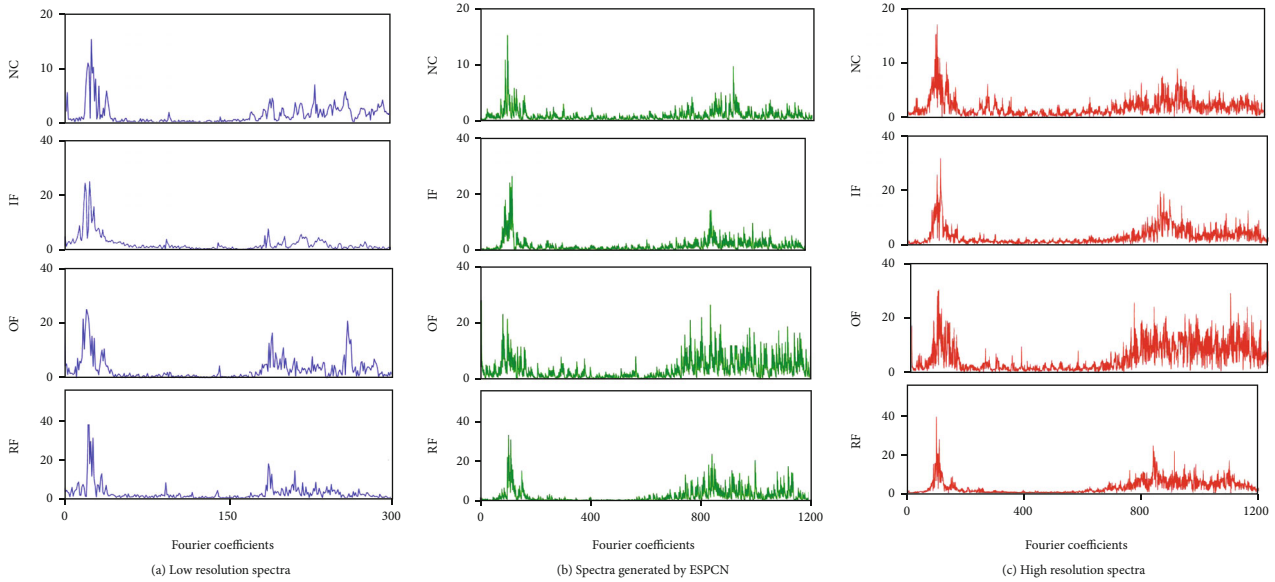 20
10
0
NC
40
20
0
IF
40
20
0
OF
40
20
0
RF
0
150
300
Fourier coefficients
(a) Low resolution spectra
20
10
0
NC
40
20
0
IF
40
20
0
OF
40
20
0
RF
0
400
800
1200
Fourier coefficients
(b) Spectra generated by ESPCN
20
10
0
NC
40
20
0
IF
40
20
0
OF
40
20
0
RF
0
400
800
1200
Fourier coefficients
(c) High resolution spectra